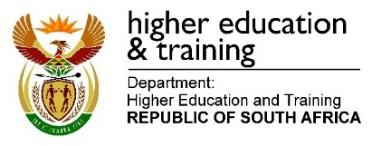 higher education
& training
Department:
Higher Education and Training
REPUBLIC OF SOUTH AFRICA